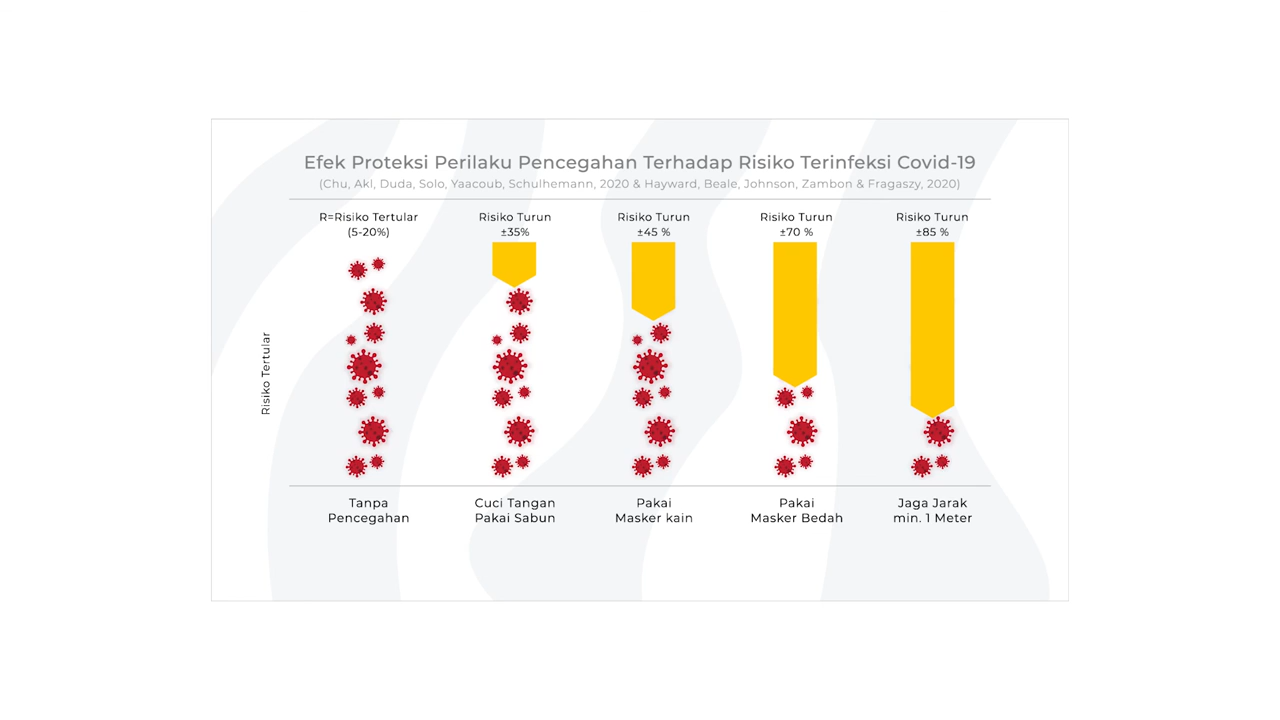 Efek Proteksi Perilaku Pencegahan Terhadap Risiko Terinfeksi Covid-19
(Chu, Akl, Duda, Solo, Yaacoub, Schulhemann, 2020 & Hayward, Beale, Johnson, Zambon & Fragaszy, 2020)
R=Risiko Tertular
(5-20%)
Risiko Turun
±35%
Risiko Turun
±45 %
Risiko Turun
±70 %
Risiko Turun
±85 %
Risiko Tertular
Tanpa
Pencegahan
Cuci Tangan
Pakai Sabun
Pakai
Masker kain
Pakai
Masker Bedah
Jaga Jarak
min. 1 Meter